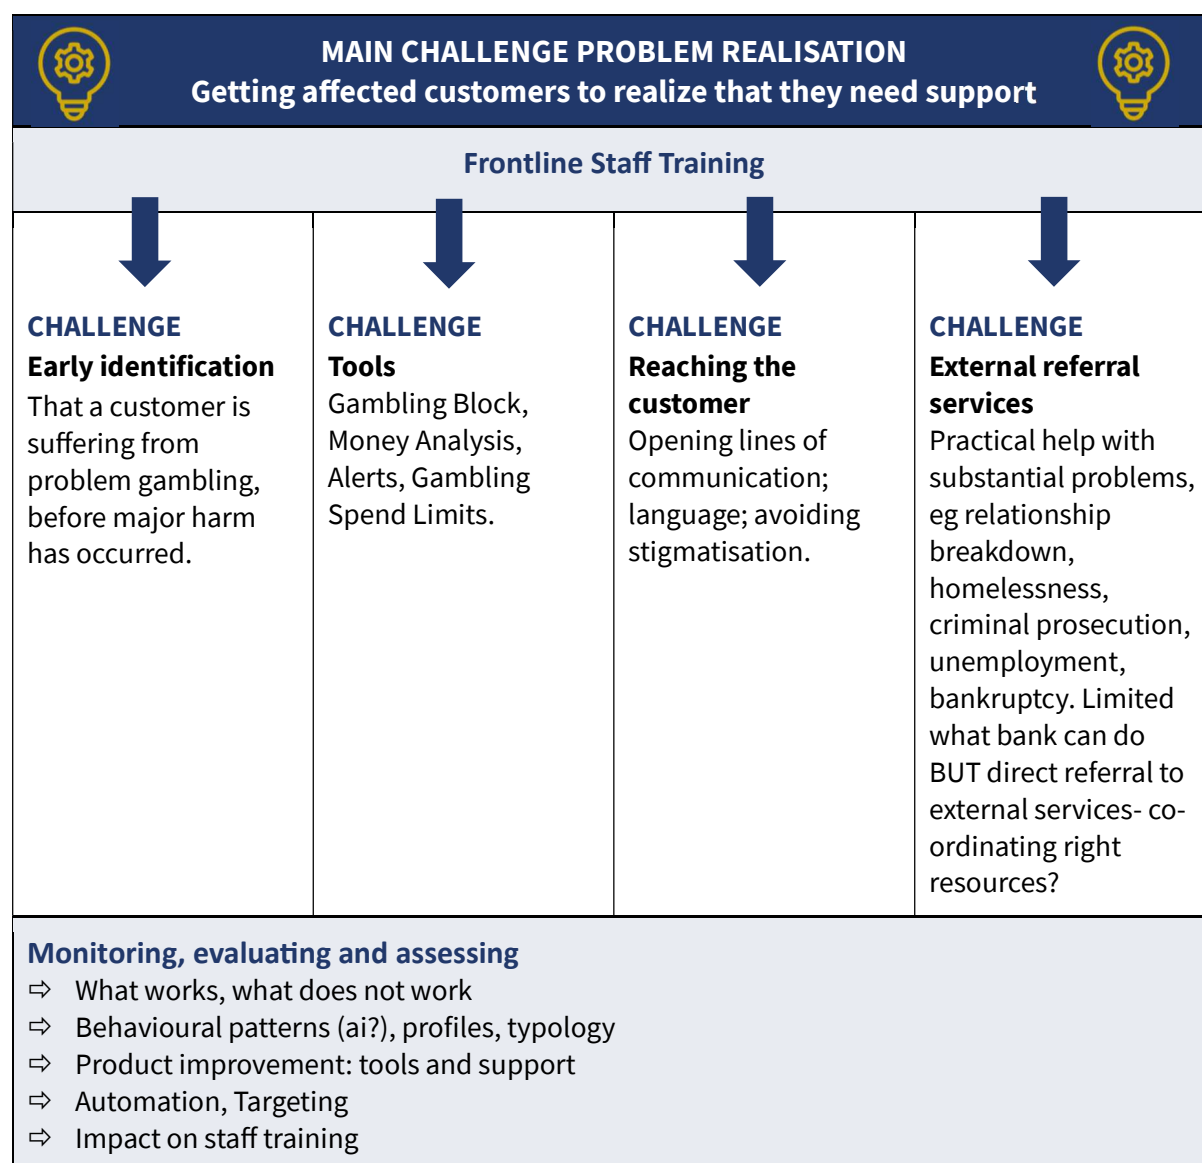 MAIN CHALLENGE PROBLEM REALISATION
Getting affected customers to realize that they need support
Frontline Staff Training
CHALLENGE
Early identification
That a customer is
suffering from
problem gambling,
before major harm
has occurred.
CHALLENGE
Tools
Gambling Block,
Money Analysis,
Alerts, Gambling
Spend Limits.
CHALLENGE
Reaching the
customer
Opening lines of
communication;
language; avoiding
stigmatisation.
CHALLENGE
External referral
services
Practical help with
substantial problems,
eg relationship
breakdown,
homelessness,
criminal prosecution,
unemployment,
bankruptcy. Limited
what bank can do
BUT direct referral to
external services- co-
ordinating right
resources?
Monitoring, evaluating and assessing
⇨ What works, what does not work
⇨ Behavioural patterns (ai?), profiles, typology
⇨ Product improvement: tools and support
⇨ Automation, Targeting
⇨ Impact on staff training